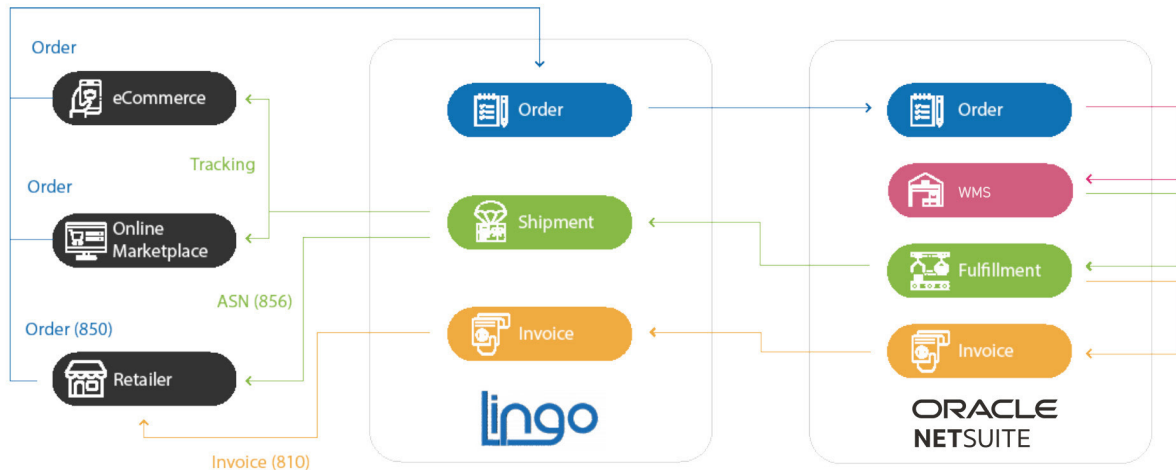 Order
eCommerce
Tracking
Order
Online
Marketplace
ASN (856)
Order (850)
Retailer
Invoice (810)
Order
Shipment
Invoice
Lingo
Order
WMS
Fulfillment
Invoice
ORACLE
NETSUITE